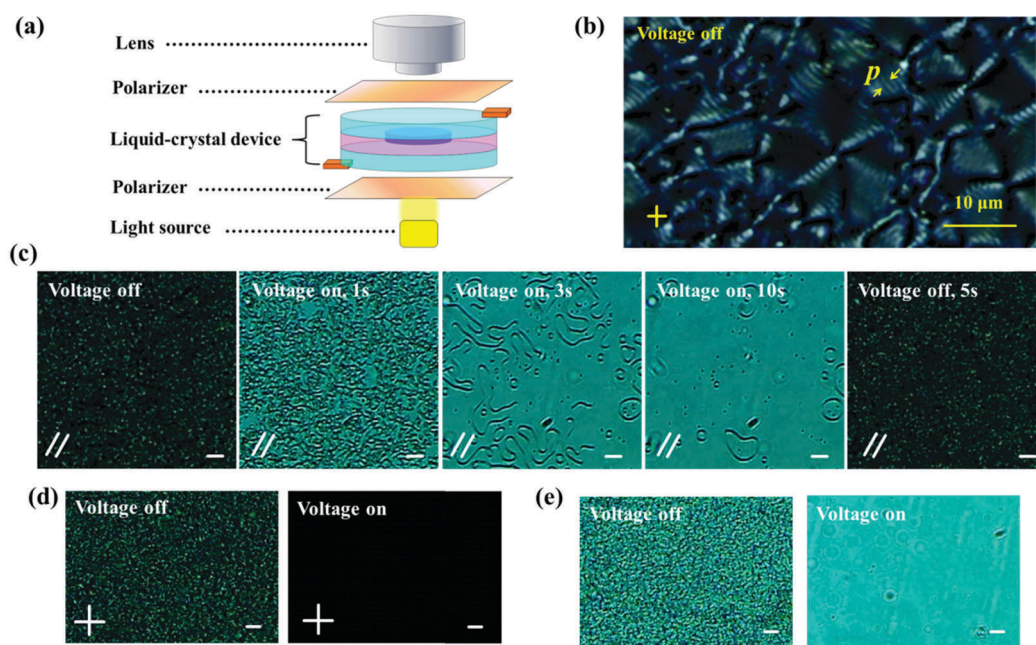 (a)
Lens
Polarizer
Liquid-crystal device
Polarizer
Light source
(b)
Voltage off
p
10 μm
(c)
Voltage off
Voltage on, 1s
Voltage on, 3s
Voltage on, 10s
Voltage off, 5s
//
//
//
//
//
(d)
Voltage off
Voltage on
(e)
Voltage off
Voltage on